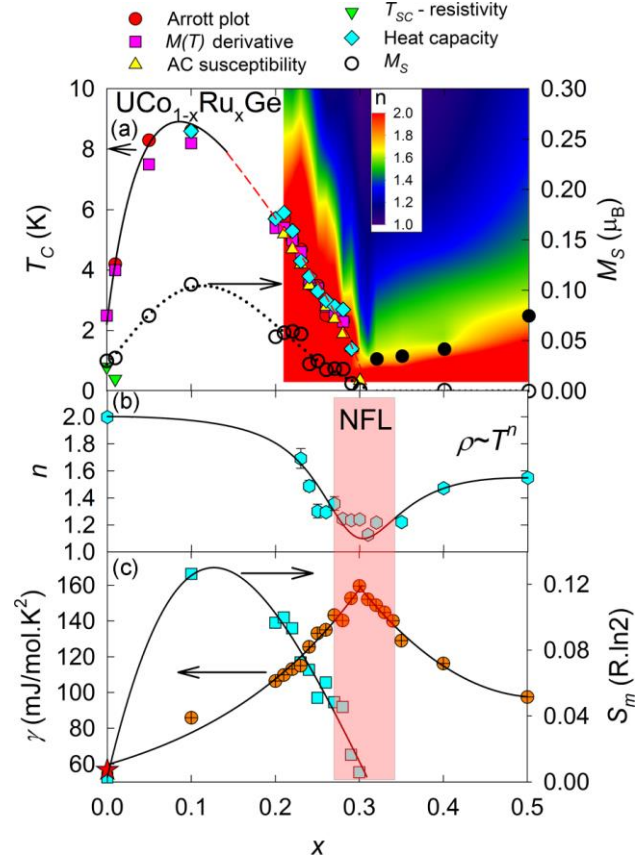 Arrott plot
M(T) derivative
AC susceptibility
T_SC - resistivity
Heat capacity
M_S
UCo₁₋ₓRuₓGe
(a)
10
8
6
4
2
0
T_C (K)
n
2.0
1.8
1.6
1.4
1.2
1.0
0.30
0.25
0.20
0.15
0.10
0.05
0.00
M_S (μ_B)
(b)
NFL
ρ~Tⁿ
2.0
1.8
1.6
1.4
1.2
1.0
n
(c)
160
140
120
100
80
60
γ (mJ/mol.K²)
0.12
0.08
0.04
0.00
S_m (R.ln2)
0.0 0.1 0.2 0.3 0.4 0.5
x